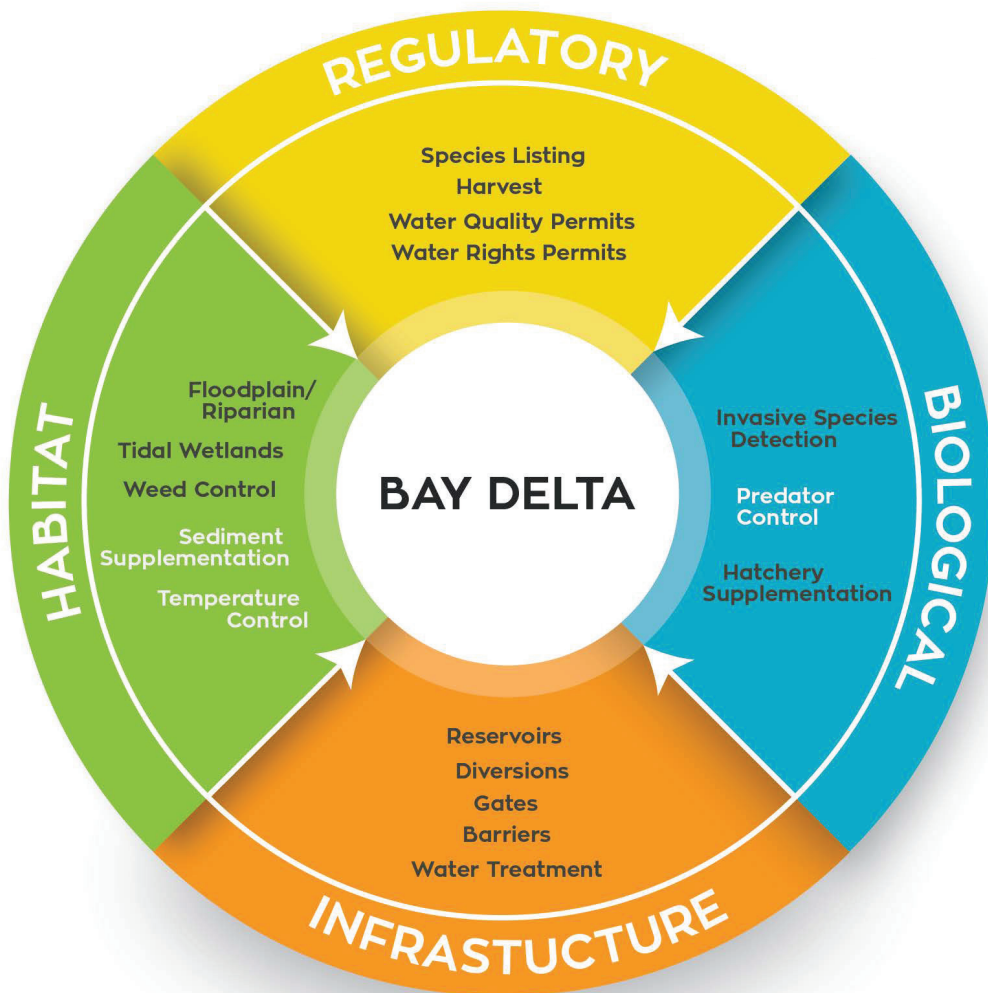 REGULATORY
Species Listing
Harvest
Water Quality Permits
Water Rights Permits
HABITAT
Floodplain/
Riparian
Tidal Wetlands
Weed Control
Sediment
Supplementation
Temperature
Control
BAY DELTA
BIOLOGICAL
Invasive Species
Detection
Predator
Control
Hatchery
Supplementation
Reservoirs
Diversions
Gates
Barriers
Water Treatment
INFRASTUCTURE